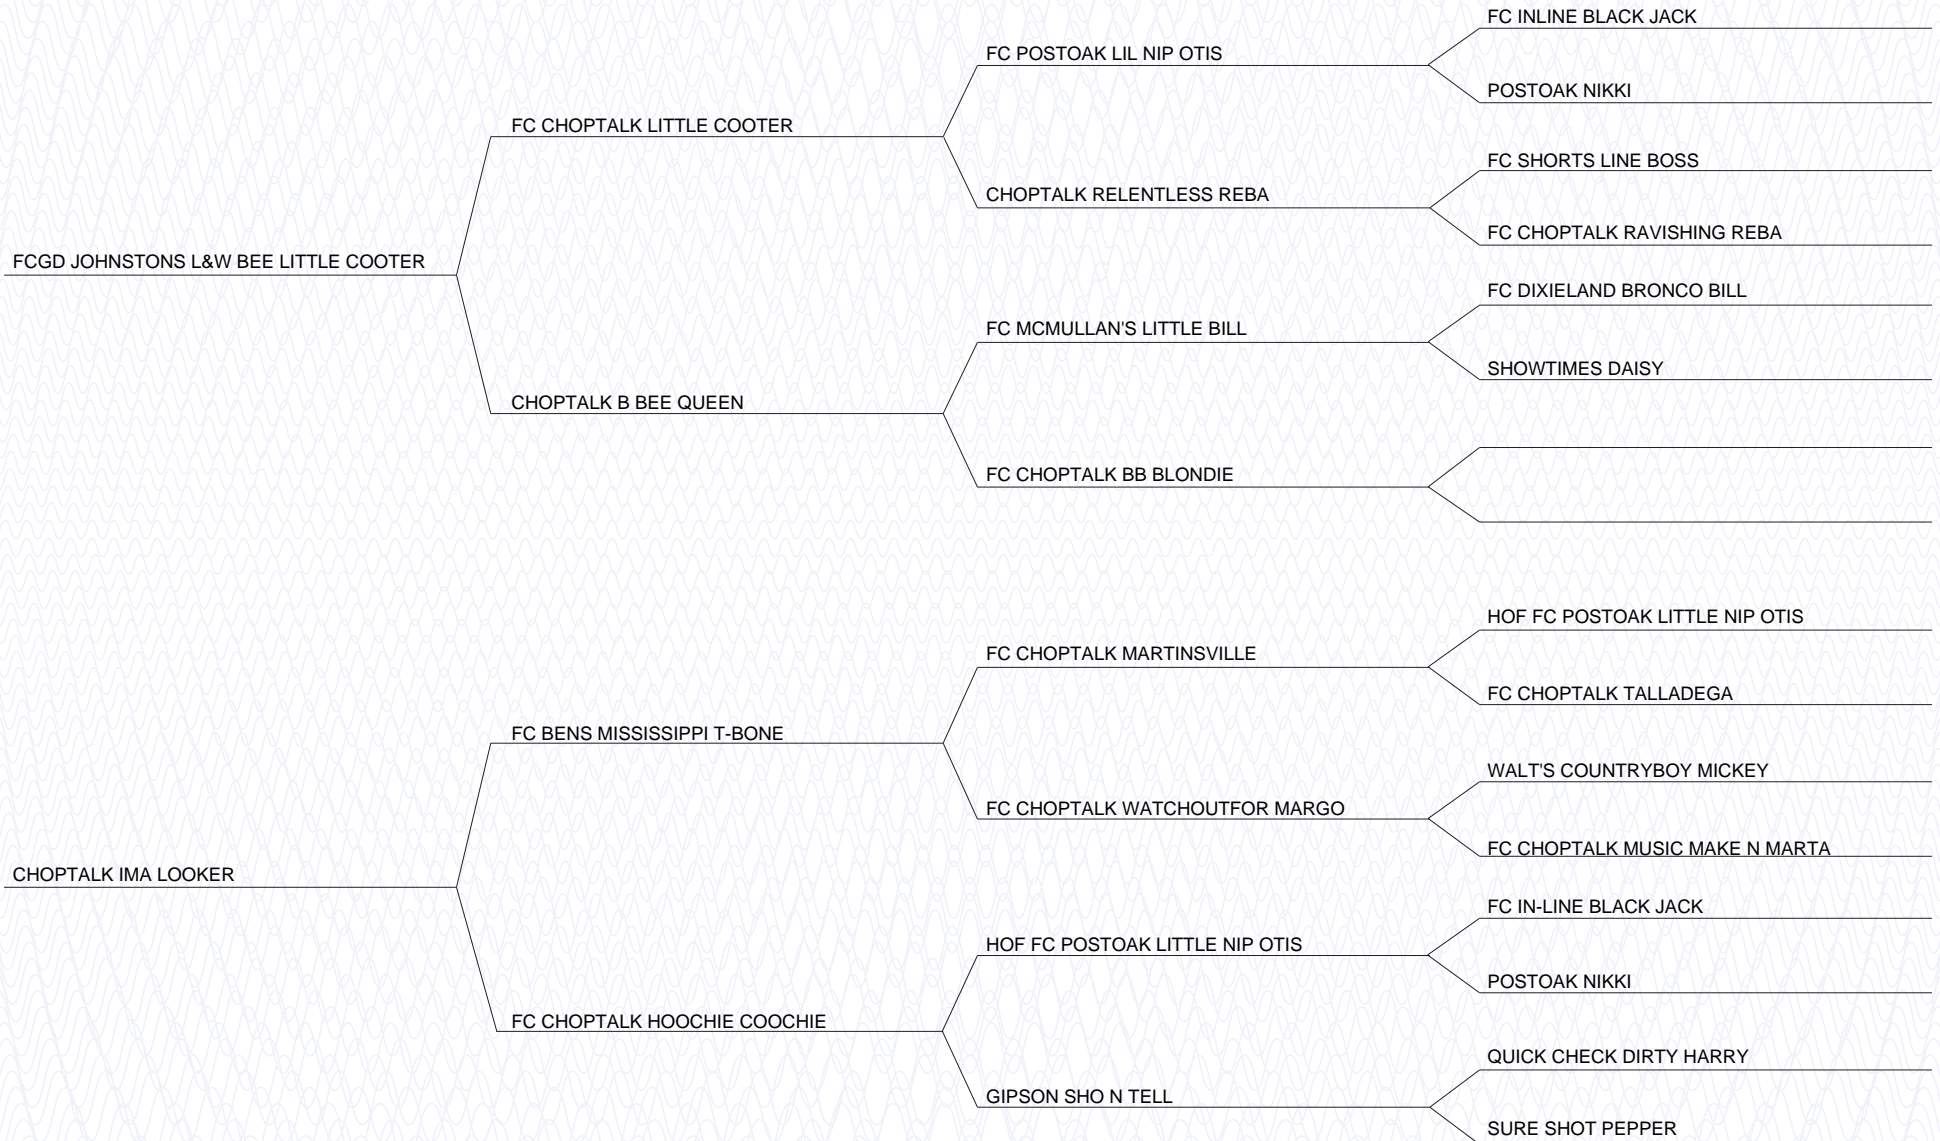 FC INLINE BLACK JACK
FC POSTOAK LIL NIP OTIS
POSTOAK NIKKI
FC CHOPTALK LITTLE COOTER
FC SHORTS LINE BOSS
CHOPTALK RELENTLESS REBA
FC CHOPTALK RAVISHING REBA
FCGD JOHNSTONS L&W BEE LITTLE COOTER
FC DIXIELAND BRONCO BILL
FC MCMULLAN'S LITTLE BILL
SHOWTIMES DAISY
CHOPTALK B BEE QUEEN
FC CHOPTALK BB BLONDIE
HOF FC POSTOAK LITTLE NIP OTIS
FC CHOPTALK MARTINSVILLE
FC CHOPTALK TALLADEGA
FC BENS MISSISSIPPI T-BONE
WALT'S COUNTRYBOY MICKEY
FC CHOPTALK WATCHOUTFOR MARGO
FC CHOPTALK MUSIC MAKE N MARTA
CHOPTALK IMA LOOKER
FC IN-LINE BLACK JACK
HOF FC POSTOAK LITTLE NIP OTIS
POSTOAK NIKKI
FC CHOPTALK HOOCHIE COOCHIE
QUICK CHECK DIRTY HARRY
GIPSON SHO N TELL
SURE SHOT PEPPER